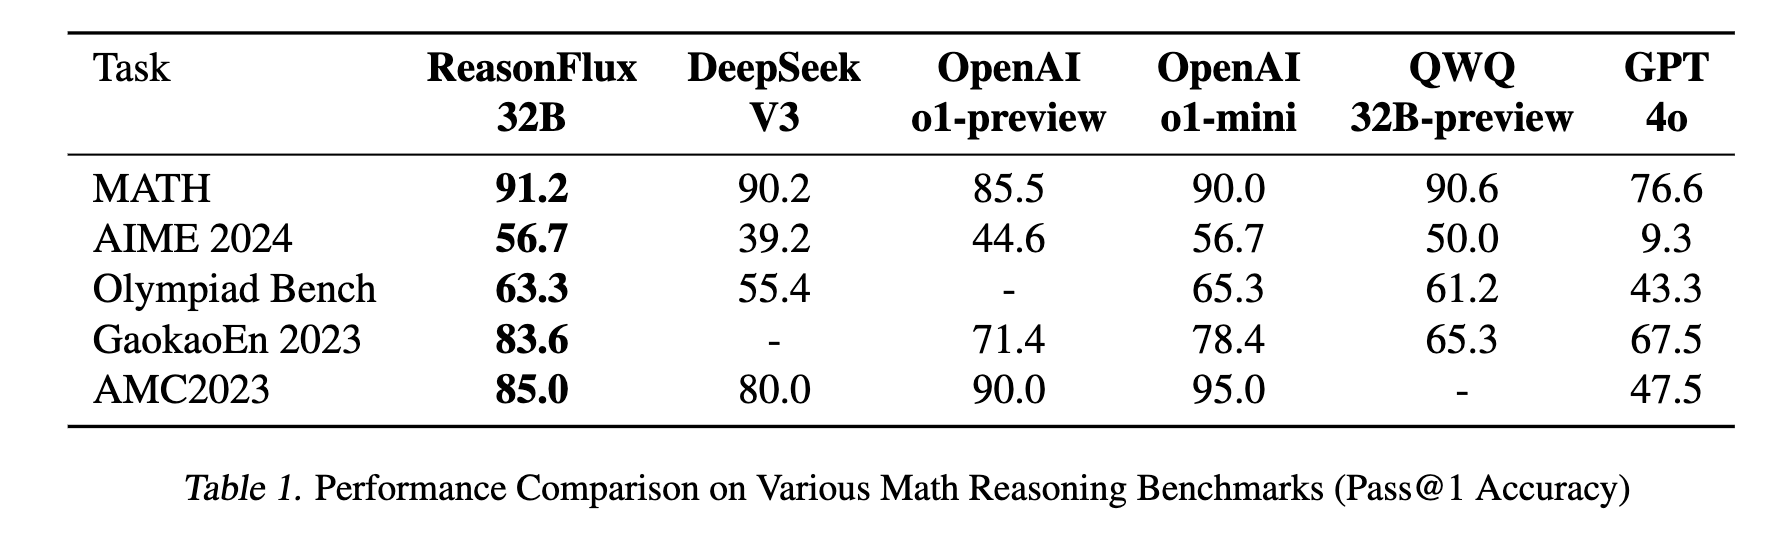 Task ReasonFlux DeepSeek OpenAI OpenAI QWQ GPT
32B V3 o1-preview o1-mini 32B-preview 4o
MATH 91.2 90.2 85.5 90.0 90.6 76.6
AIME 2024 56.7 39.2 44.6 56.7 50.0 9.3
Olympiad Bench 63.3 55.4 - 65.3 61.2 43.3
GaokaoEn 2023 83.6 - 71.4 78.4 65.3 67.5
AMC2023 85.0 80.0 90.0 95.0 - 47.5
Table 1. Performance Comparison on Various Math Reasoning Benchmarks (Pass@1 Accuracy)